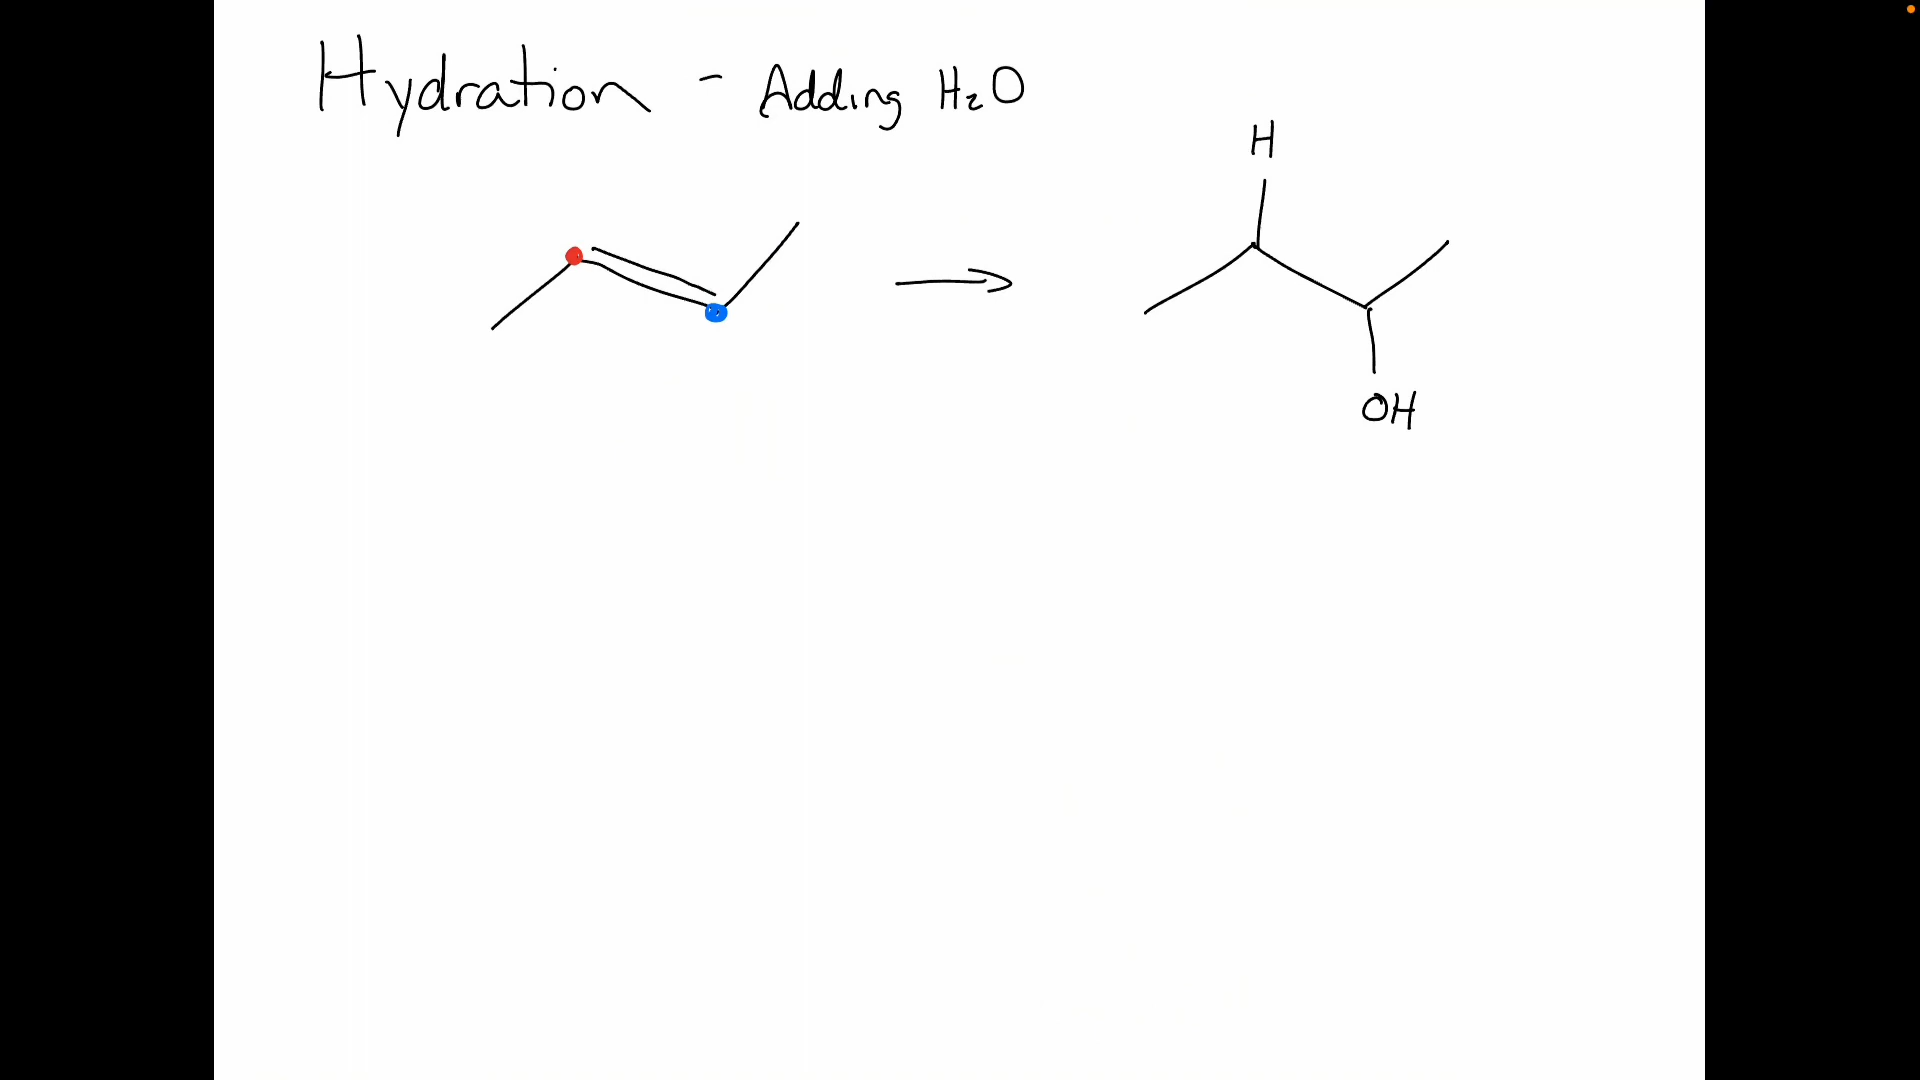 Hydration - Adding H₂O
H
OH